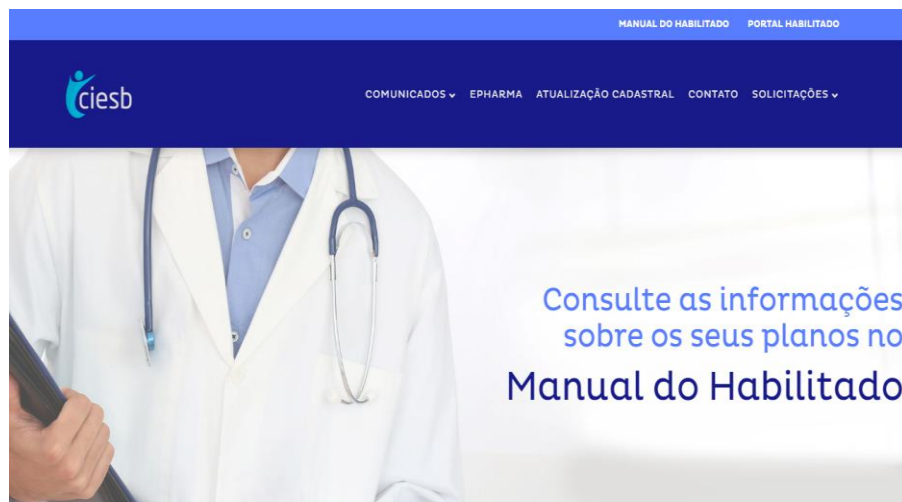 MANUAL DO HABILITADO PORTAL HABILITADO
ciesb
COMUNICADOS EPHARMA ATUALIZAÇÃO CADASTRAL CONTATO SOLICITAÇÕES
Consulte as informações
sobre os seus planos no
Manual do Habilitado